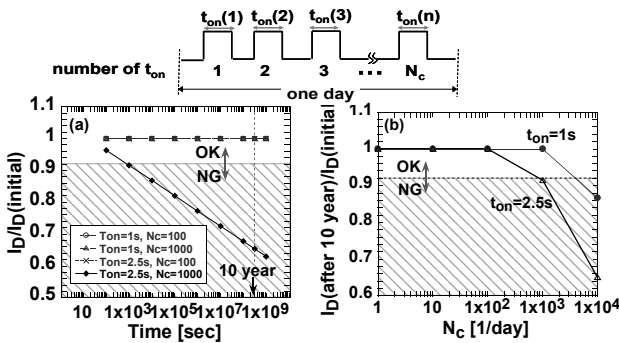 t_on(1) t_on(2) t_on(3) t_on(n)
number of t_on 1 2 3 ... N_c
one day
1.1
1
0.9
0.8
0.7
0.6
0.5
I_D/I_D(initial)
(a)
OK
NG
Ton=1s, Nc=100
Ton=1s, Nc=1000
Ton=2.5s, Nc=100
Ton=2.5s, Nc=1000
10 year
10 1x10^3 1x10^5 1x10^7 1x10^9
Time [sec]
1.1
1
0.9
0.8
0.7
0.6
I_D(after 10 year)/I_D(initial)
(b)
t_on=1s
OK
NG
t_on=2.5s
1 10 1x10^2 1x10^3 1x10^4
N_C [1/day]